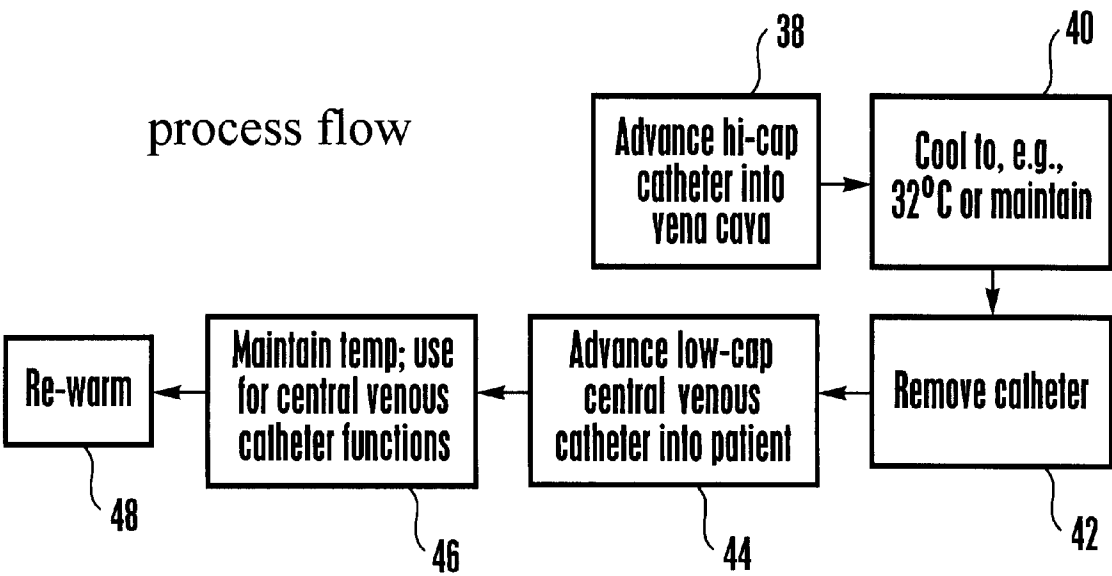 38
40
process flow
Advance hi-cap
catheter into
vena cava
Cool to, e.g.,
32°C or maintain
Re-warm
Maintain temp; use
for central venous
catheter functions
Advance low-cap
central venous
catheter into patient
Remove catheter
48
46
44
42